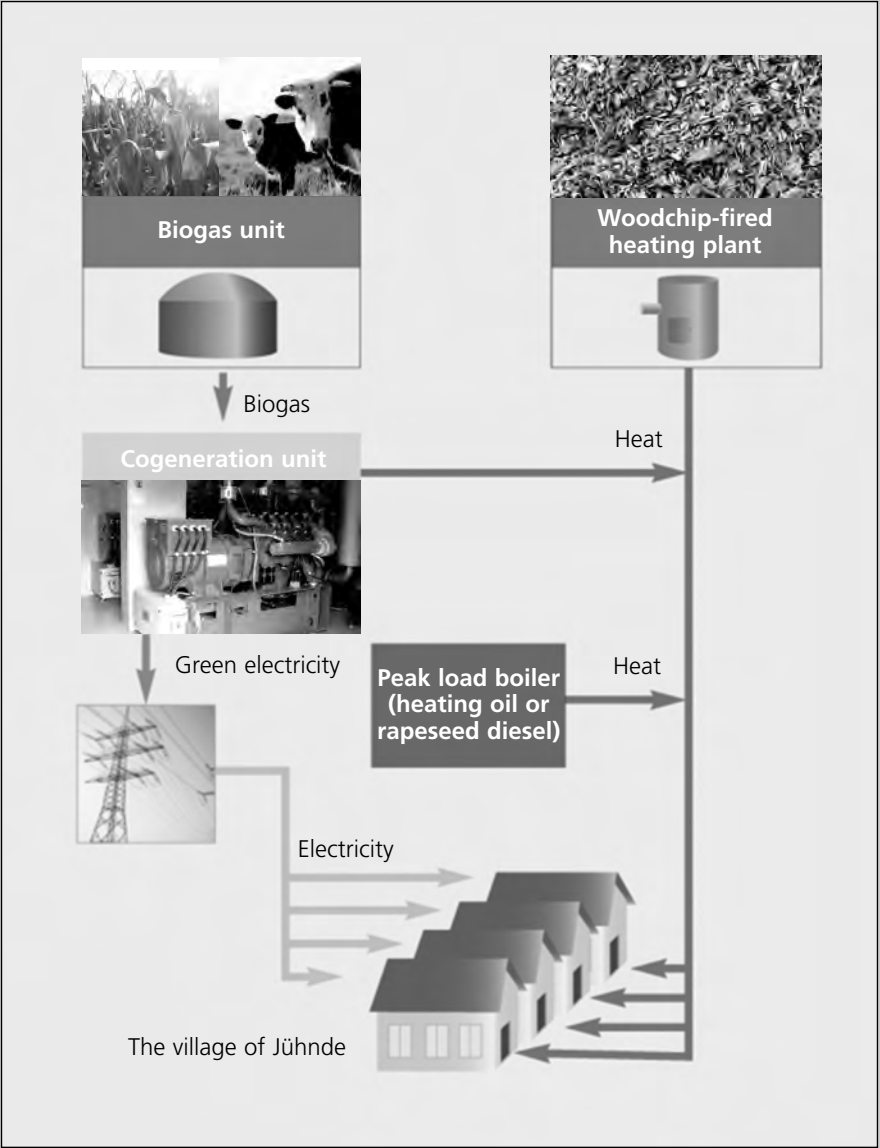 Biogas unit
Woodchip-fired
heating plant
Biogas
Cogeneration unit
Heat
Green electricity
Peak load boiler
(heating oil or
rapeseed diesel)
Heat
Electricity
The village of Jühnde